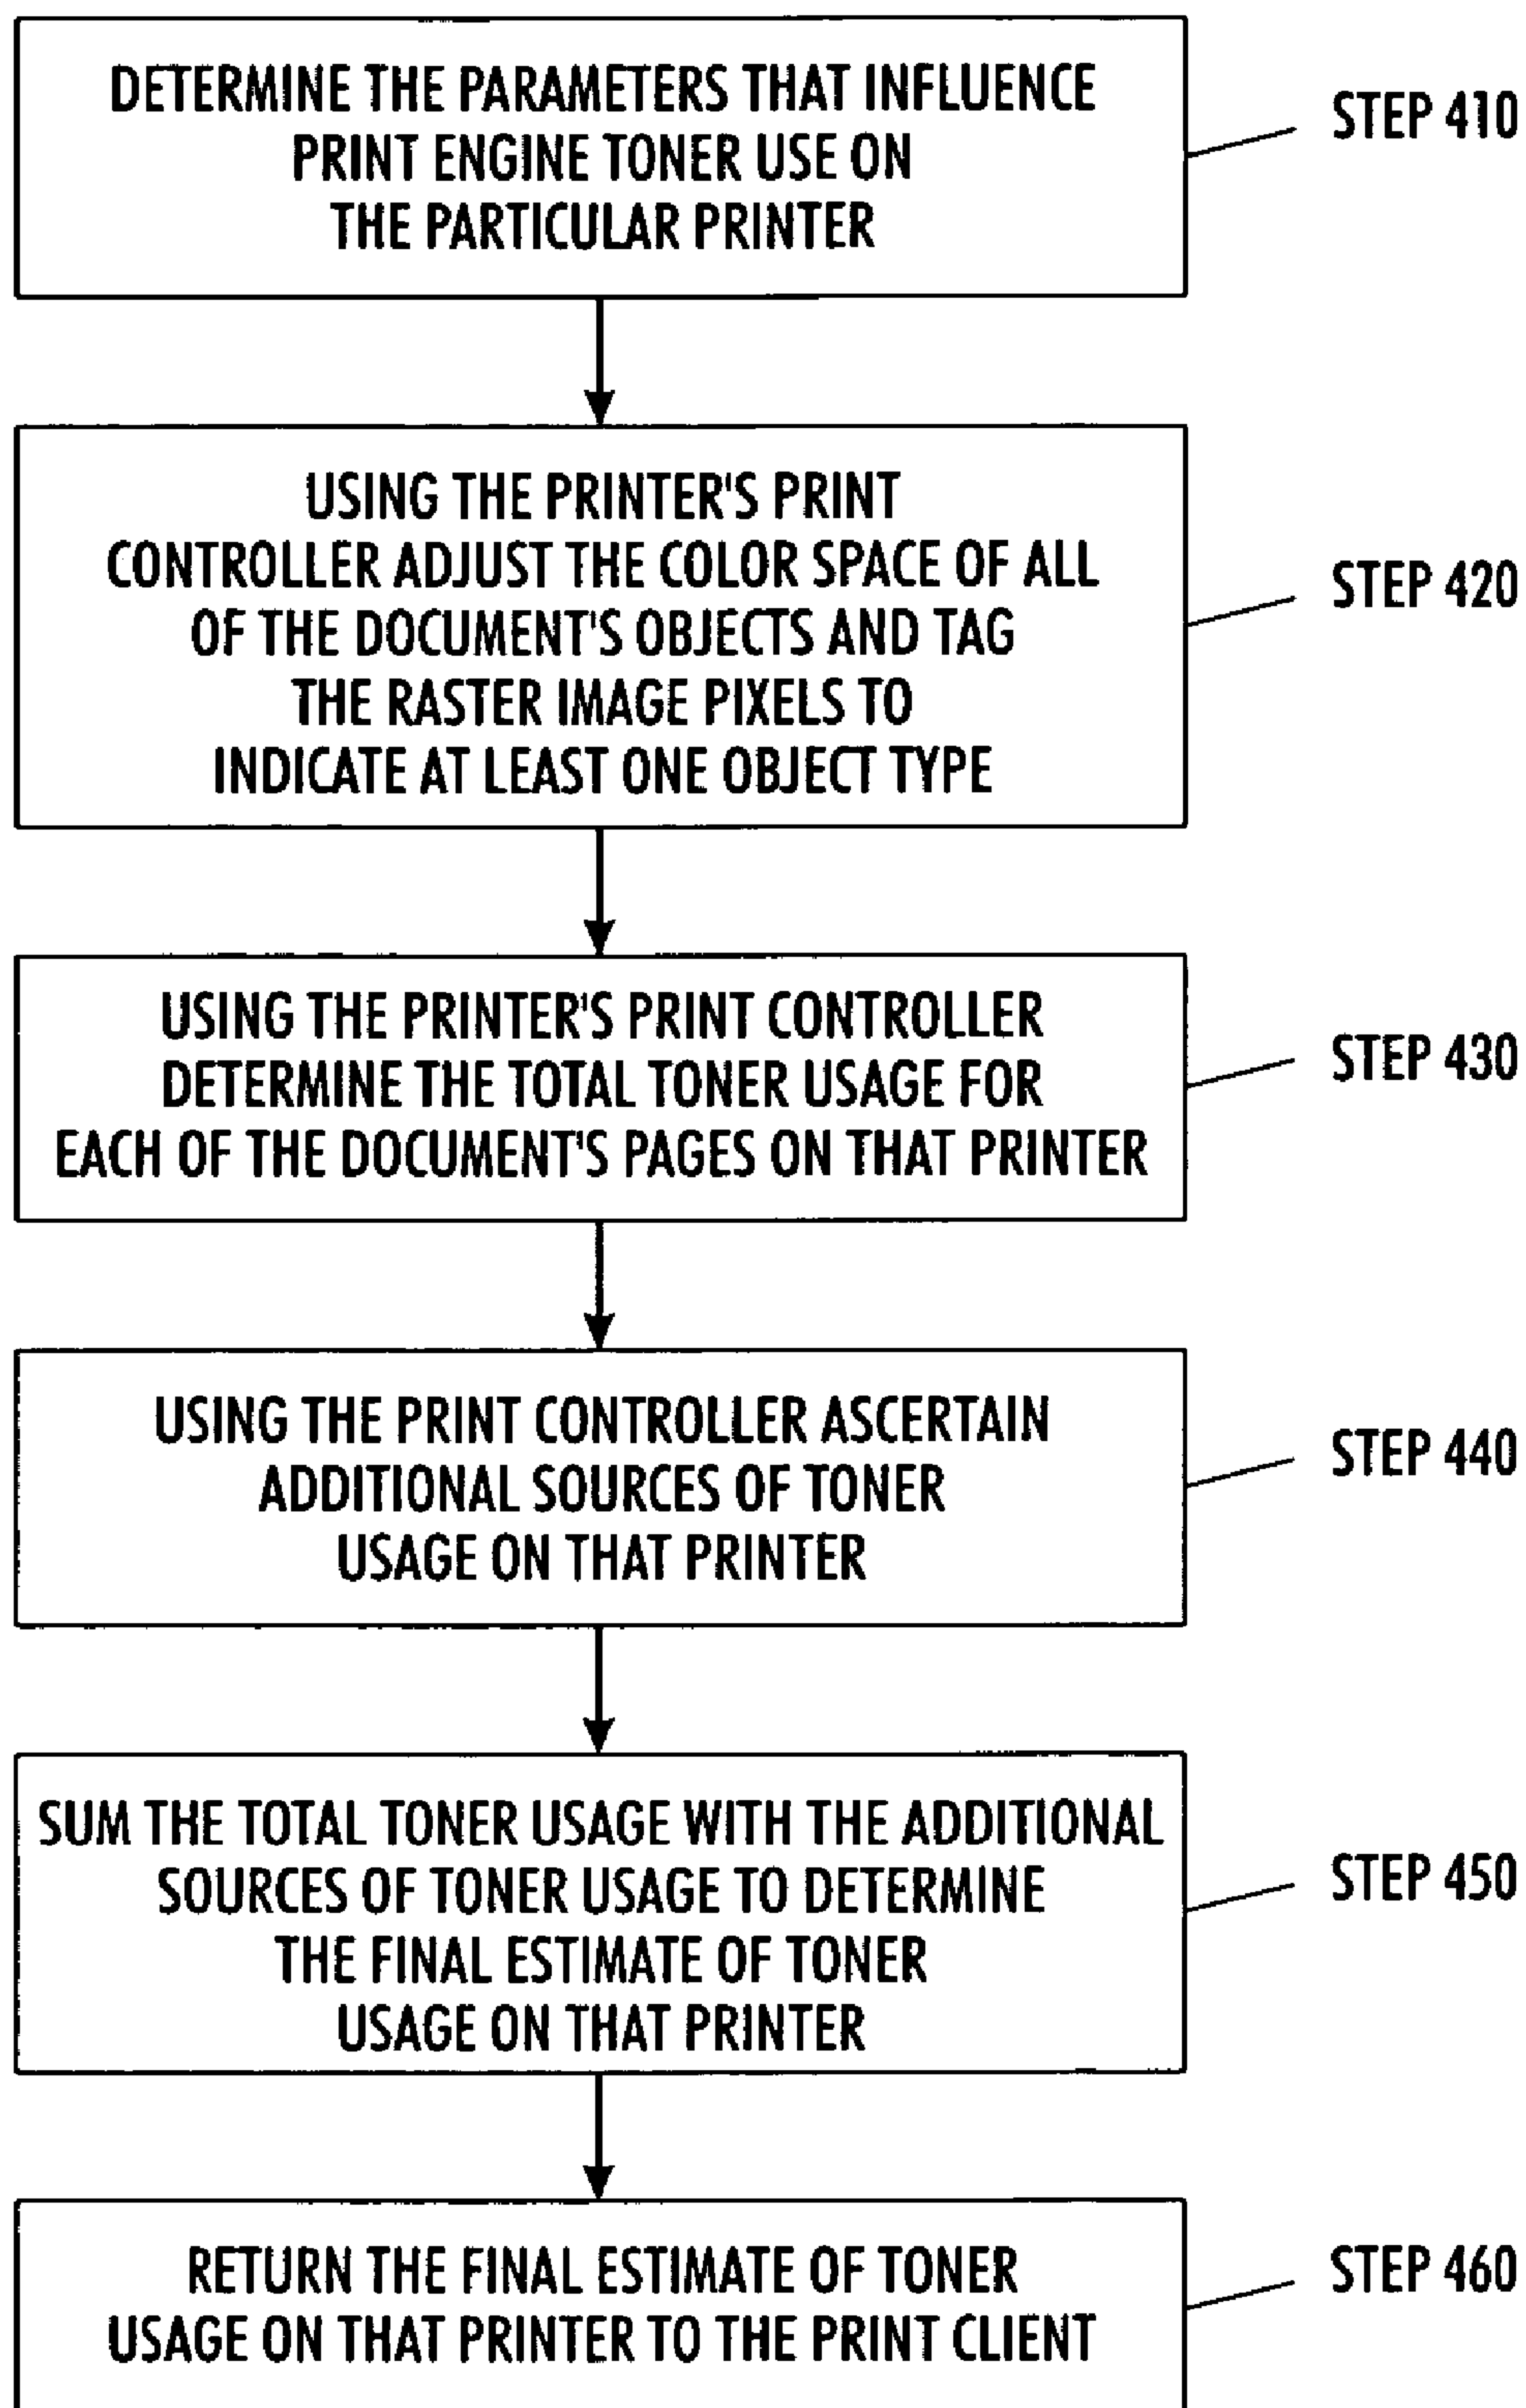 DETERMINE THE PARAMETERS THAT INFLUENCE
PRINT ENGINE TONER USE ON
THE PARTICULAR PRINTER
STEP 410
USING THE PRINTER'S PRINT
CONTROLLER ADJUST THE COLOR SPACE OF ALL
OF THE DOCUMENT'S OBJECTS AND TAG
THE RASTER IMAGE PIXELS TO
INDICATE AT LEAST ONE OBJECT TYPE
STEP 420
USING THE PRINTER'S PRINT CONTROLLER
DETERMINE THE TOTAL TONER USAGE FOR
EACH OF THE DOCUMENT'S PAGES ON THAT PRINTER
STEP 430
USING THE PRINT CONTROLLER ASCERTAIN
ADDITIONAL SOURCES OF TONER
USAGE ON THAT PRINTER
STEP 440
SUM THE TOTAL TONER USAGE WITH THE ADDITIONAL
SOURCES OF TONER USAGE TO DETERMINE
THE FINAL ESTIMATE OF TONER
USAGE ON THAT PRINTER
STEP 450
RETURN THE FINAL ESTIMATE OF TONER
USAGE ON THAT PRINTER TO THE PRINT CLIENT
STEP 460